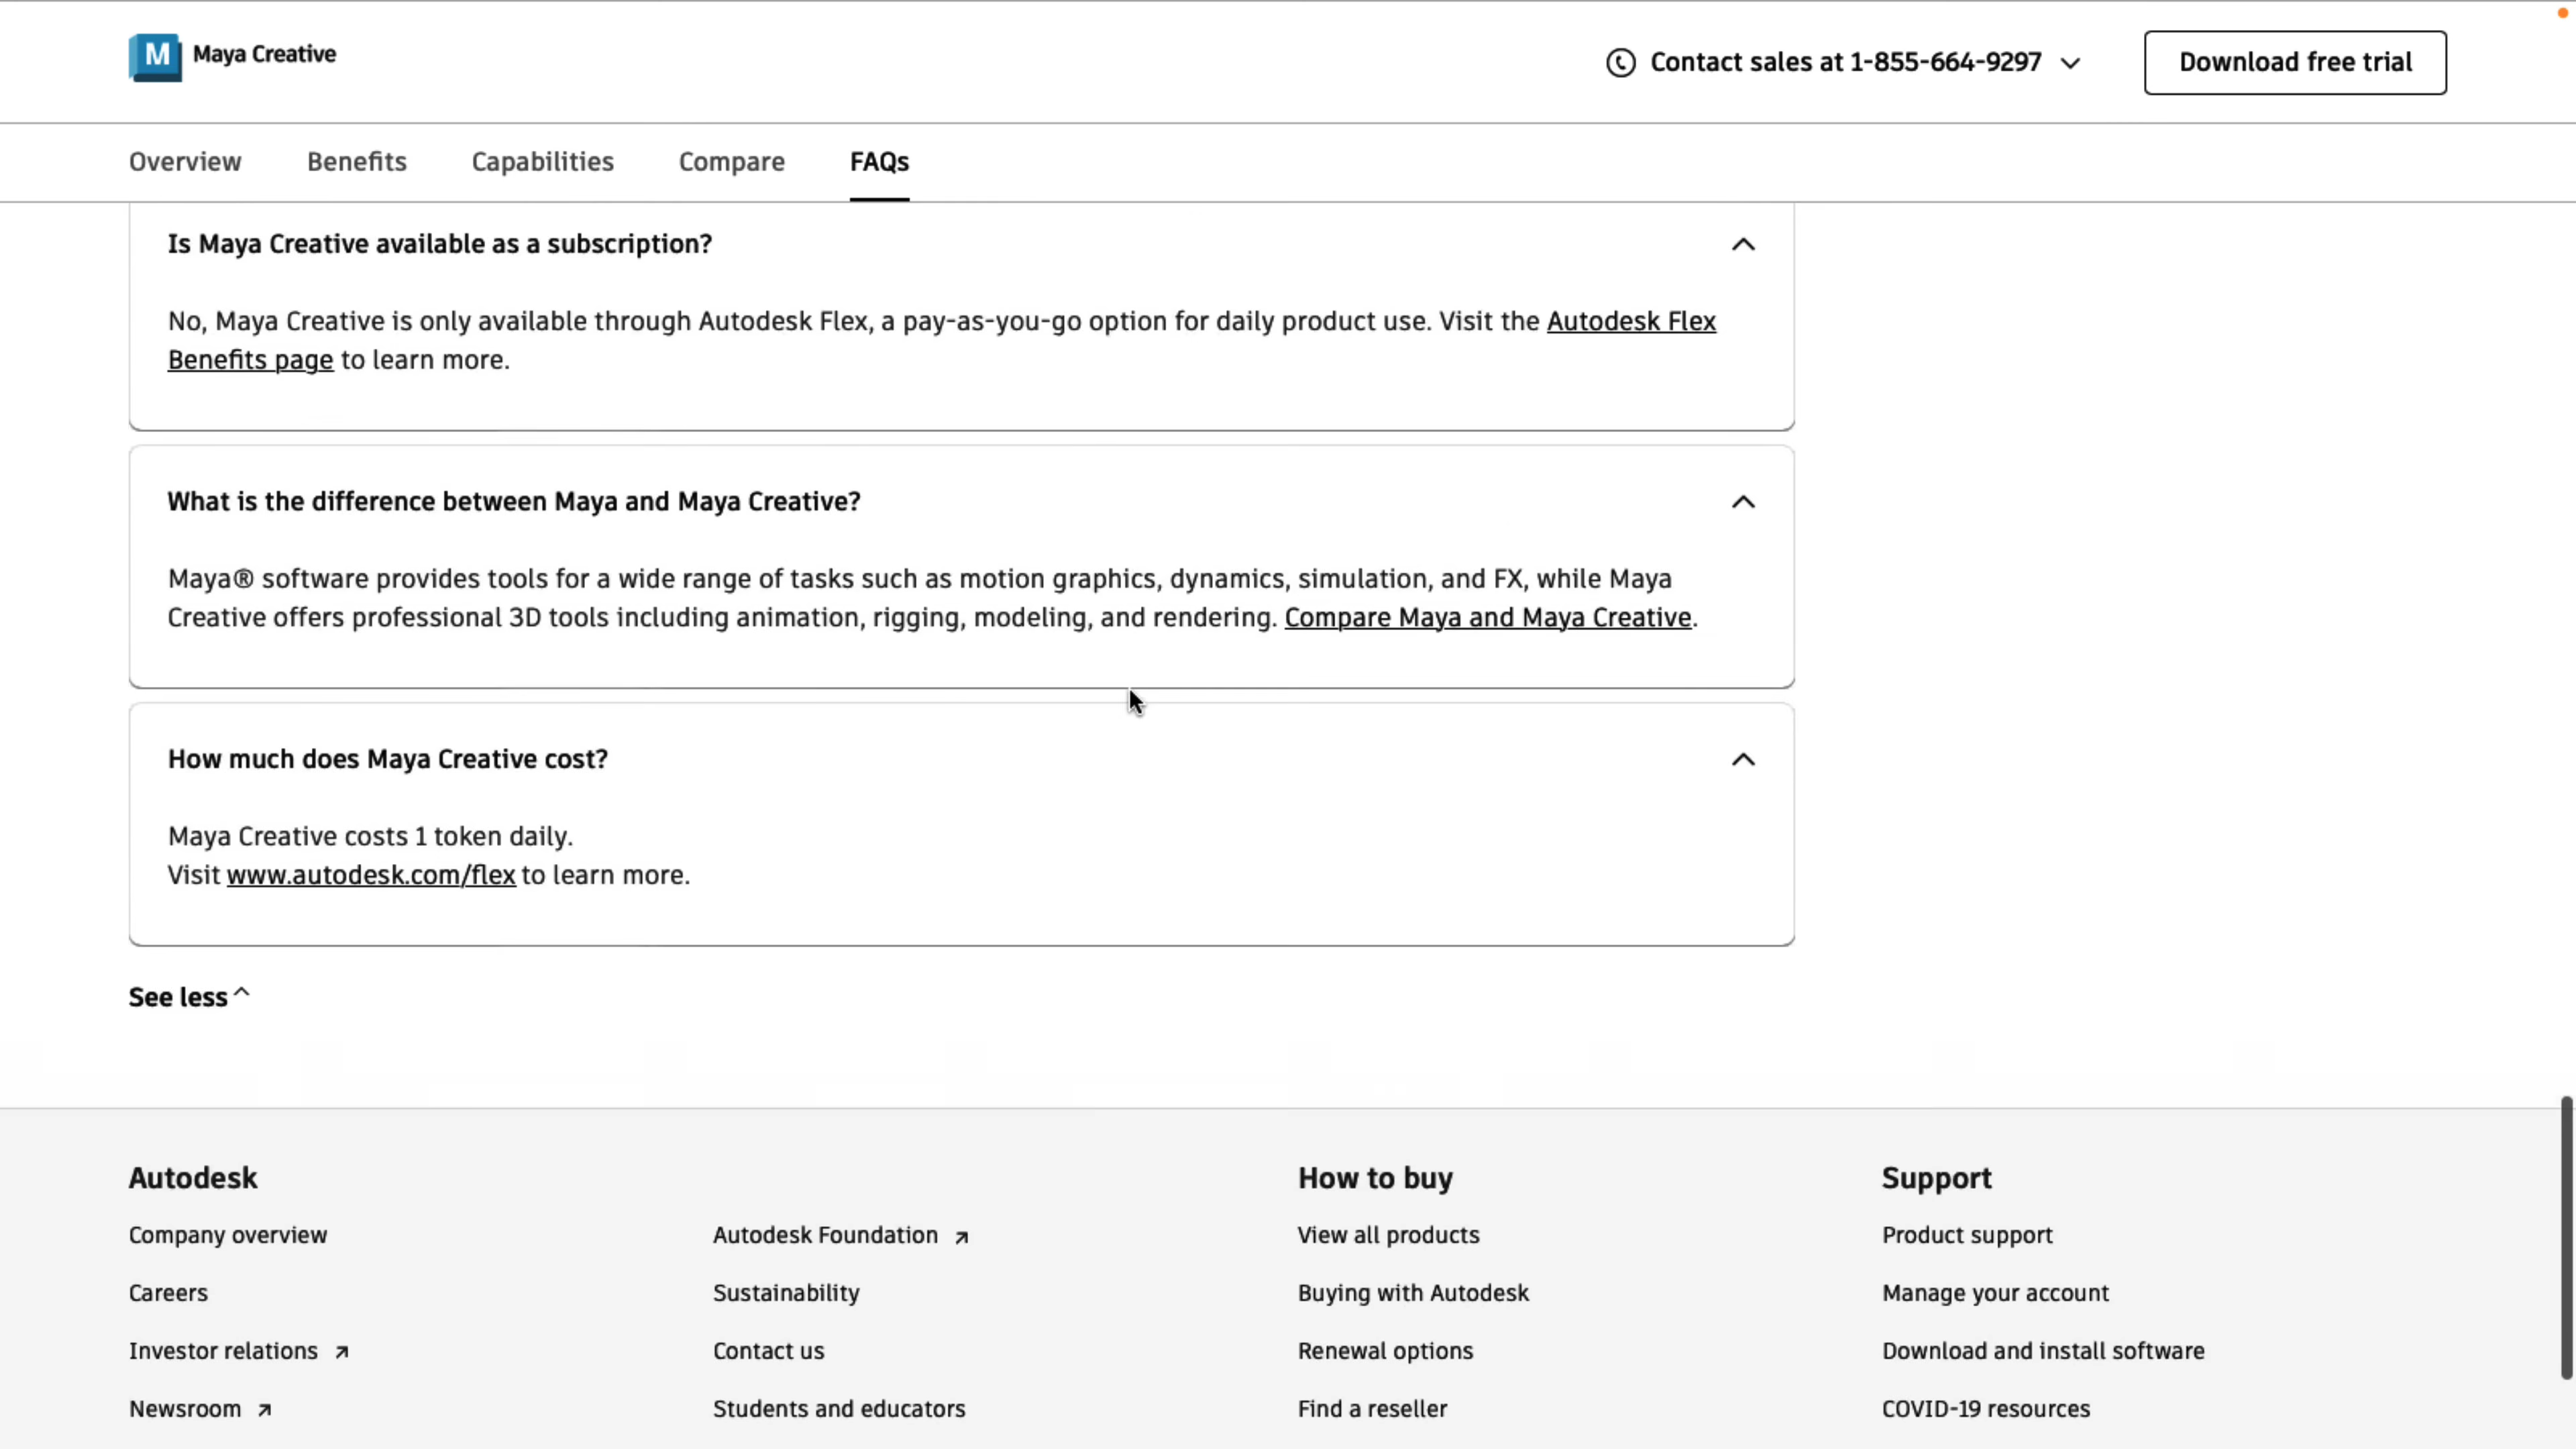 M Maya Creative
Contact sales at 1-855-664-9297
Download free trial
Overview Benefits Capabilities Compare FAQs
Is Maya Creative available as a subscription?
No, Maya Creative is only available through Autodesk Flex, a pay-as-you-go option for daily product use. Visit the Autodesk Flex
Benefits page to learn more.
What is the difference between Maya and Maya Creative?
Maya® software provides tools for a wide range of tasks such as motion graphics, dynamics, simulation, and FX, while Maya
Creative offers professional 3D tools including animation, rigging, modeling, and rendering. Compare Maya and Maya Creative.
How much does Maya Creative cost?
Maya Creative costs 1 token daily.
Visit www.autodesk.com/flex to learn more.
See less
Autodesk
Company overview
Careers
Investor relations
Newsroom
Autodesk Foundation
Sustainability
Contact us
Students and educators
How to buy
View all products
Buying with Autodesk
Renewal options
Find a reseller
Support
Product support
Manage your account
Download and install software
COVID-19 resources